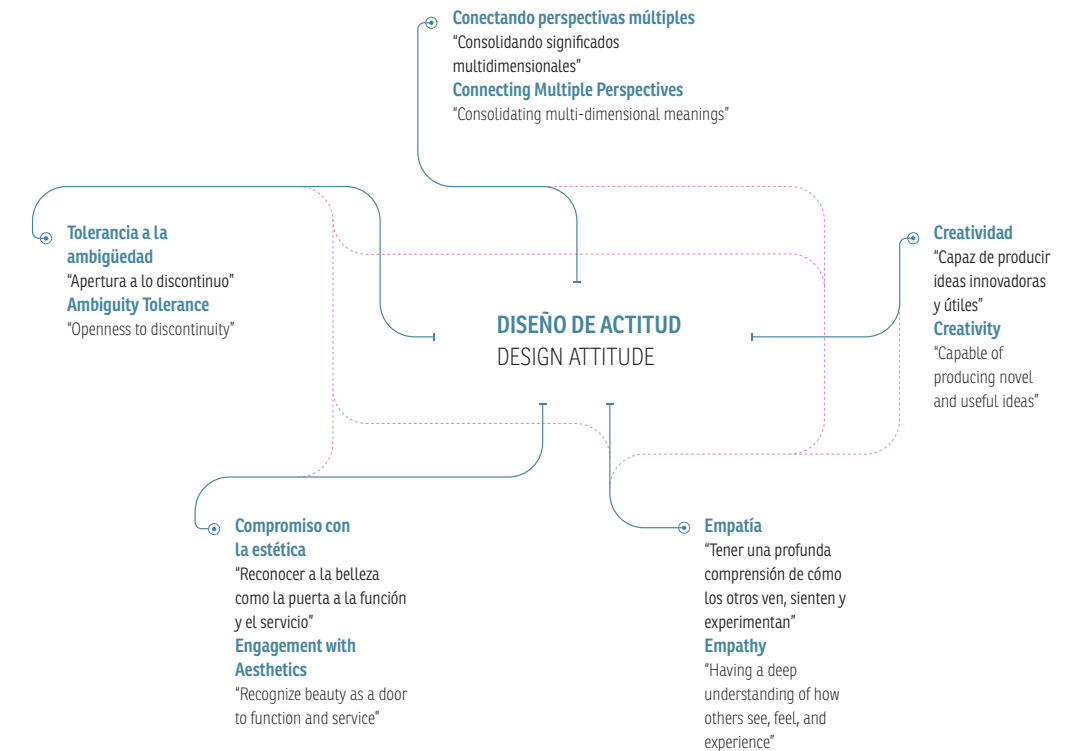 Conectando perspectivas múltiples
“Consolidando significados
multidimensionales”
Connecting Multiple Perspectives
“Consolidating multi-dimensional meanings”
Tolerancia a la
ambigüedad
“Apertura a lo discontinuo”
Ambiguity Tolerance
“Openness to discontinuity”
Creatividad
“Capaz de producir
ideas innovadoras
y útiles”
Creativity
“Capable of
producing novel
and useful ideas”
DISEÑO DE ACTITUD
DESIGN ATTITUDE
Compromiso con
la estética
“Reconocer a la belleza
como la puerta a la función
y el servicio”
Engagement with
Aesthetics
“Recognize beauty as a door
to function and service”
Empatía
“Tener una profunda
comprensión de cómo
los otros ven, sienten y
experimentan”
Empathy
“Having a deep
understanding of how
others see, feel, and
experience”